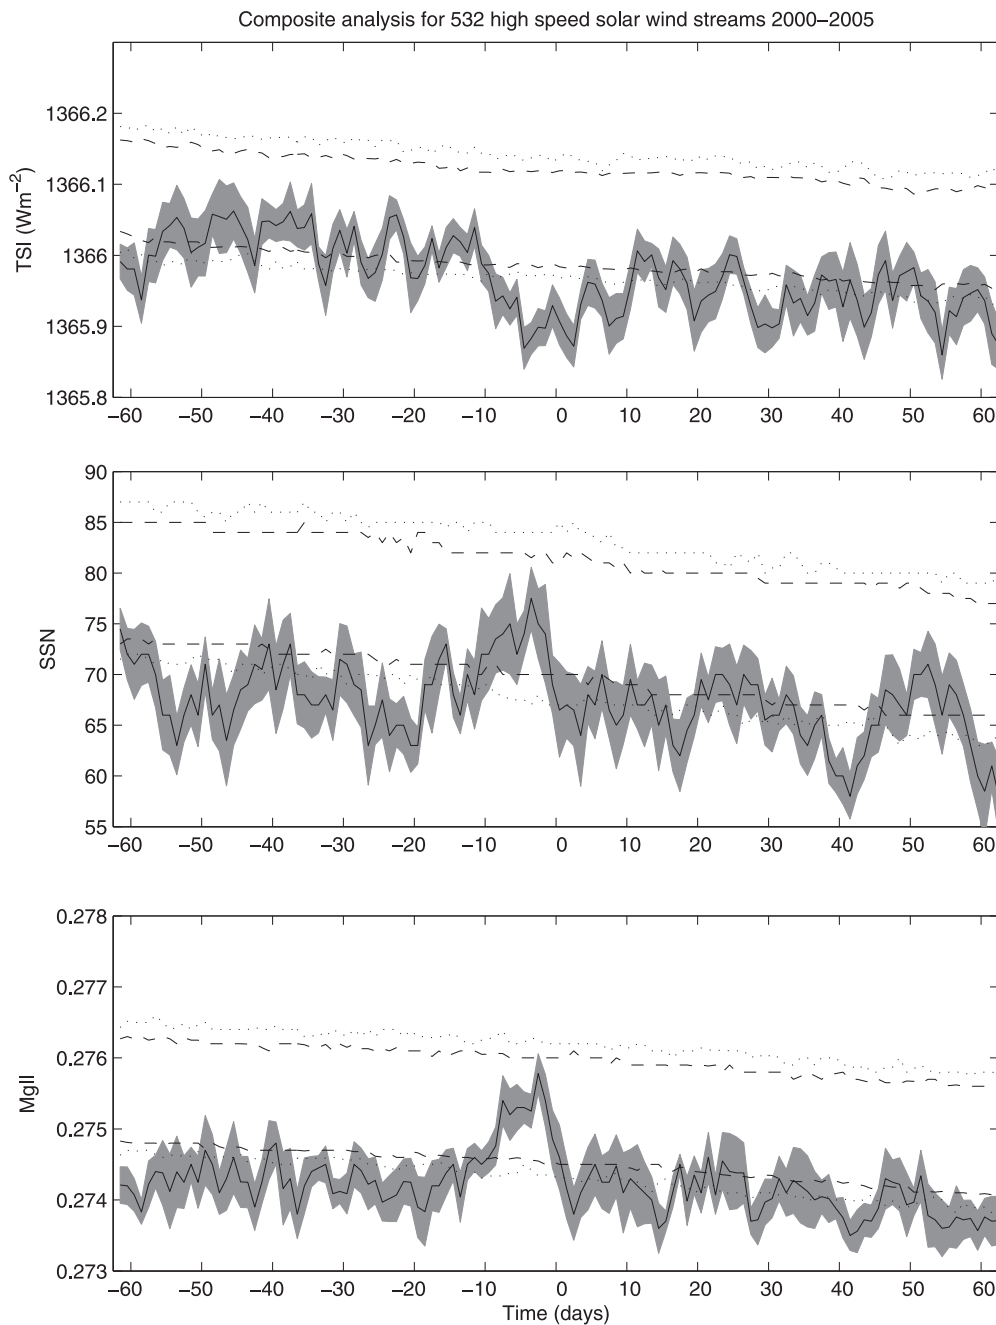 Composite analysis for 532 high speed solar wind streams 2000–2005
1366.2
1366.1
1366
1365.9
1365.8
TSI (Wm−2)
−60 −50 −40 −30 −20 −10 0 10 20 30 40 50 60
90
85
80
75
70
65
60
55
SSN
−60 −50 −40 −30 −20 −10 0 10 20 30 40 50 60
0.278
0.277
0.276
0.275
0.274
0.273
MgII
−60 −50 −40 −30 −20 −10 0 10 20 30 40 50 60
Time (days)